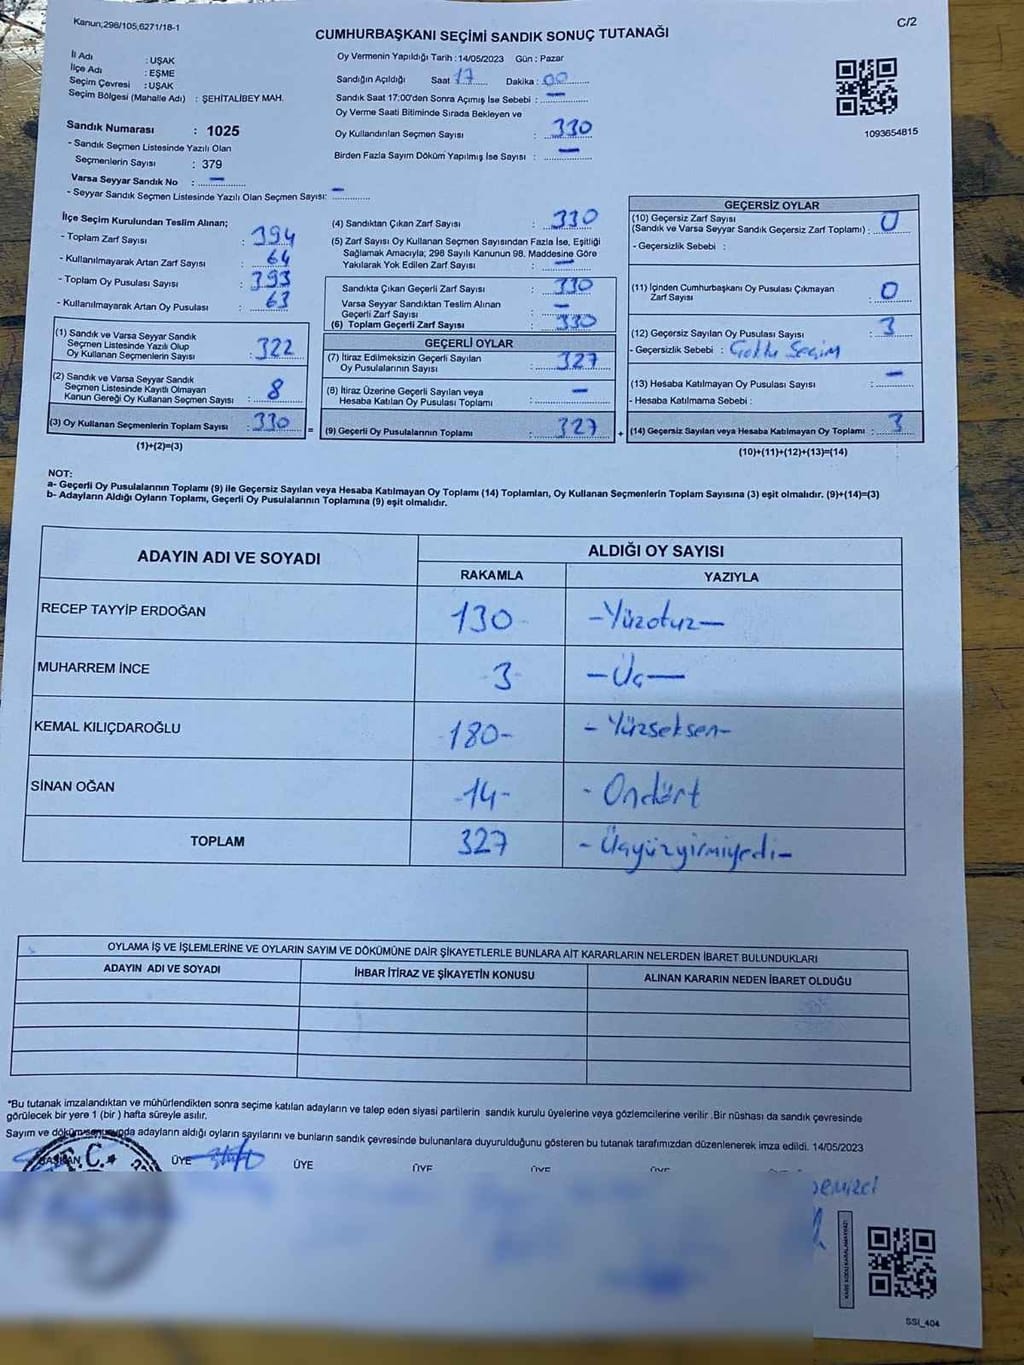 Kanun;298/105,6271/18-1
C/2
CUMHURBAŞKANI SEÇİMİ SANDIK SONUÇ TUTANAĞI
İl Adı : UŞAK
İlçe Adı : EŞME
Seçim Çevresi : UŞAK
Seçim Bölgesi (Mahalle Adı) : ŞEHİTALİBEY MAH.
Sandık Numarası : 1025
- Sandık Seçmen Listesinde Yazılı Olan
Seçmenlerin Sayısı : 379
Varsa Seyyar Sandık No : —
- Seyyar Sandık Seçmen Listesinde Yazılı Olan Seçmen Sayısı: —
Oy Vermenin Yapıldığı Tarih : 14/05/2023 Gün : Pazar
Sandığın Açıldığı Saat 17 Dakika : 00
Sandık Saat 17:00'den Sonra Açımış İse Sebebi : —
Oy Verme Saati Bitiminde Sırada Bekleyen ve
Oy Kullandırılan Seçmen Sayısı : 330
Birden Fazla Sayım Döküm Yapılmış İse Sayısı : —
1093654815
İlçe Seçim Kurulundan Teslim Alınan;
- Toplam Zarf Sayısı : 394
- Kullanılmayarak Artan Zarf Sayısı : 64
- Toplam Oy Pusulası Sayısı : 393
- Kullanılmayarak Artan Oy Pusulası : 63
(1) Sandık ve Varsa Seyyar Sandık
Seçmen Listesinde Yazılı Olup
Oy Kullanan Seçmenlerin Sayısı : 322
(2) Sandık ve Varsa Seyyar Sandık
Seçmen Listesinde Kayıtlı Olmayan
Kanun Gereği Oy Kullanan Seçmen Sayısı : 8
(3) Oy Kullanan Seçmenlerin Toplam Sayısı : 330 =
(1)+(2)=(3)
(4) Sandıktan Çıkan Zarf Sayısı : 330
(5) Zarf Sayısı Oy Kullanan Seçmen Sayısından Fazla İse, Eşitliği
Sağlamak Amacıyla; 298 Sayılı Kanunun 98. Maddesine Göre
Yakılarak Yok Edilen Zarf Sayısı : —
Sandıkta Çıkan Geçerli Zarf Sayısı : 330
Varsa Seyyar Sandıktan Teslim Alınan
Geçerli Zarf Sayısı : —
(6) Toplam Geçerli Zarf Sayısı : 330
GEÇERLİ OYLAR
(7) İtiraz Edilmeksizin Geçerli Sayılan
Oy Pusulalarının Sayısı : 327
(8) İtiraz Üzerine Geçerli Sayılan veya
Hesaba Katılan Oy Pusulası Toplamı : —
(9) Geçerli Oy Pusulalarının Toplamı : 327 +
GEÇERSİZ OYLAR
(10) Geçersiz Zarf Sayısı
(Sandık ve Varsa Seyyar Sandık Geçersiz Zarf Toplamı) : 0
-Geçersizlik Sebebi :
(11) İçinden Cumhurbaşkanı Oy Pusulası Çıkmayan
Zarf Sayısı : 0
(12) Geçersiz Sayılan Oy Pusulası Sayısı : 3
- Geçersizlik Sebebi : Çoklu Seçim
(13) Hesaba Katılmayan Oy Pusulası Sayısı : —
- Hesaba Katılmama Sebebi :
(14) Geçersiz Sayılan veya Hesaba Katılmayan Oy Toplamı : 3
(10)+(11)+(12)+(13)=(14)
NOT:
a- Geçerli Oy Pusulalarının Toplamı (9) ile Geçersiz Sayılan veya Hesaba Katılmayan Oy Toplamı (14) Toplamları, Oy Kullanan Seçmenlerin Toplam Sayısına (3) eşit olmalıdır. (9)+(14)=(3)
b- Adayların Aldığı Oyların Toplamı, Geçerli Oy Pusulalarının Toplamına (9) eşit olmalıdır.
ADAYIN ADI VE SOYADI
ALDIĞI OY SAYISI
RAKAMLA YAZIYLA
RECEP TAYYİP ERDOĞAN 130- -Yüzotuz-
MUHARREM İNCE 3 -Üç-
KEMAL KILIÇDAROĞLU -180- -Yüzseksen-
SİNAN OĞAN -14- -Ondört
TOPLAM 327 -Üçyüzyirmiyedi-
OYLAMA İŞ VE İŞLEMLERİNE VE OYLARIN SAYIM VE DÖKÜMÜNE DAİR ŞİKAYETLERLE BUNLARA AİT KARARLARIN NELERDEN İBARET BULUNDUKLARI
ADAYIN ADI VE SOYADI İHBAR İTİRAZ VE ŞİKAYETİN KONUSU ALINAN KARARIN NEDEN İBARET OLDUĞU
*Bu tutanak imzalandıktan ve mühürlendikten sonra seçime katılan adayların ve talep eden siyasi partilerin sandık kurulu üyelerine veya gözlemcilerine verilir .Bir nüshası da sandık çevresinde
görülecek bir yere 1 (bir ) hafta süreyle asılır.
Sayım ve döküm sonucunda adayların aldığı oyların sayılarını ve bunların sandık çevresinde bulunanlara duyurulduğunu gösteren bu tutanak tarafımızdan düzenlenerek imza edildi. 14/05/2023
BAŞKAN ÜYE ÜYE ÜYE ÜYE ÜYE
T.C.
SSİ_404